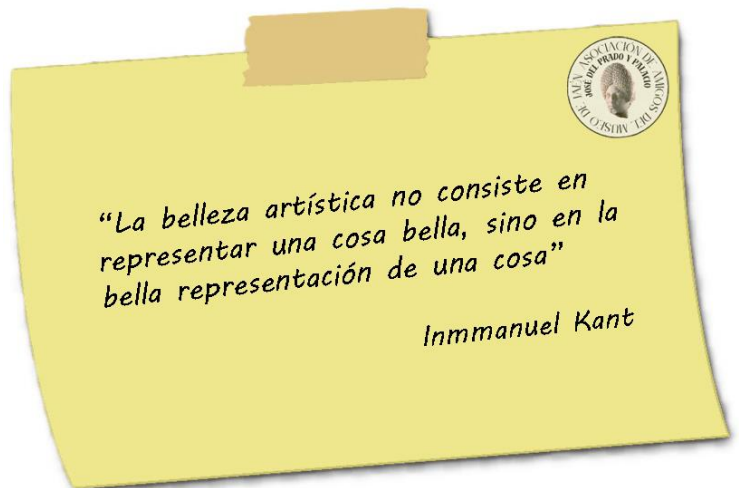 ASOCIACIÓN DE AMIGOS DEL MUSEO DE JAÉN
JOSÉ DEL PRADO Y PALACIO
“La belleza artística no consiste en
representar una cosa bella, sino en la
bella representación de una cosa”
Inmmanuel Kant